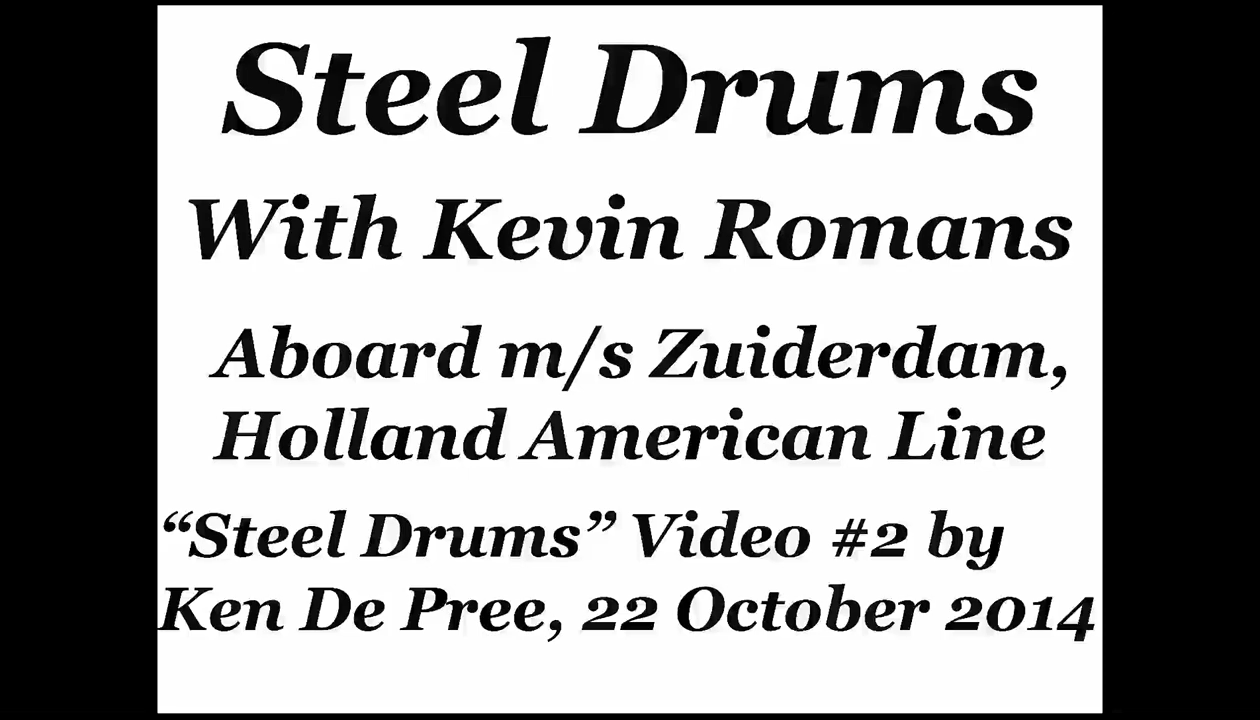 Steel Drums
With Kevin Romans
Aboard m/s Zuiderdam,
Holland American Line
“Steel Drums” Video #2 by
Ken De Pree, 22 October 2014